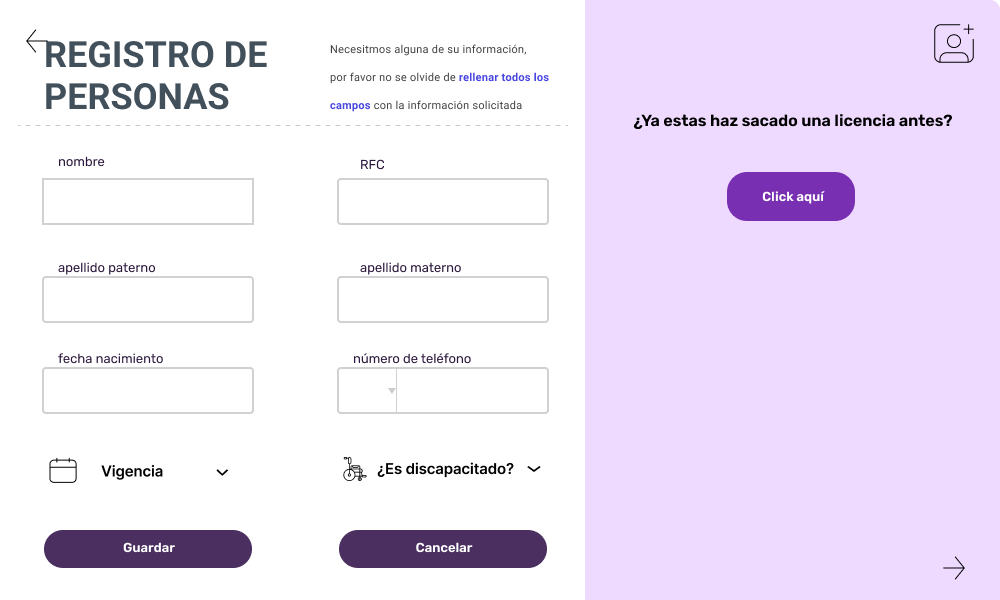 REGISTRO DE
PERSONAS
Necesitmos alguna de su información,
por favor no se olvide de rellenar todos los
campos con la información solicitada
nombre
RFC
apellido paterno
apellido materno
fecha nacimiento
número de teléfono
Vigencia
¿Es discapacitado?
Guardar
Cancelar
¿Ya estas haz sacado una licencia antes?
Click aquí